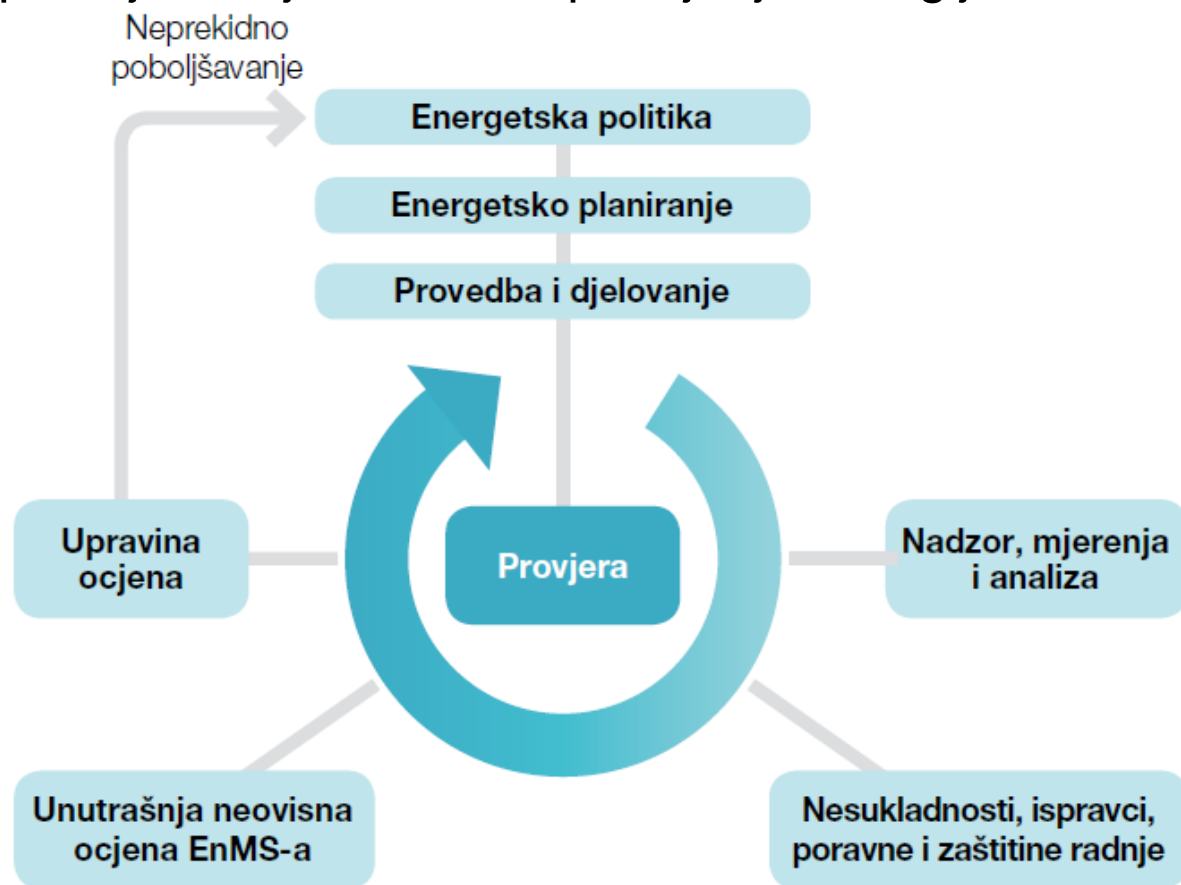 Neprekidno
poboljšavanje
Energetska politika
Energetsko planiranje
Provedba i djelovanje
Provjera
Upravina
ocjena
Nadzor, mjerenja
i analiza
Unutrašnja neovisna
ocjena EnMS-a
Nesukladnosti, ispravci,
poravne i zaštitine radnje